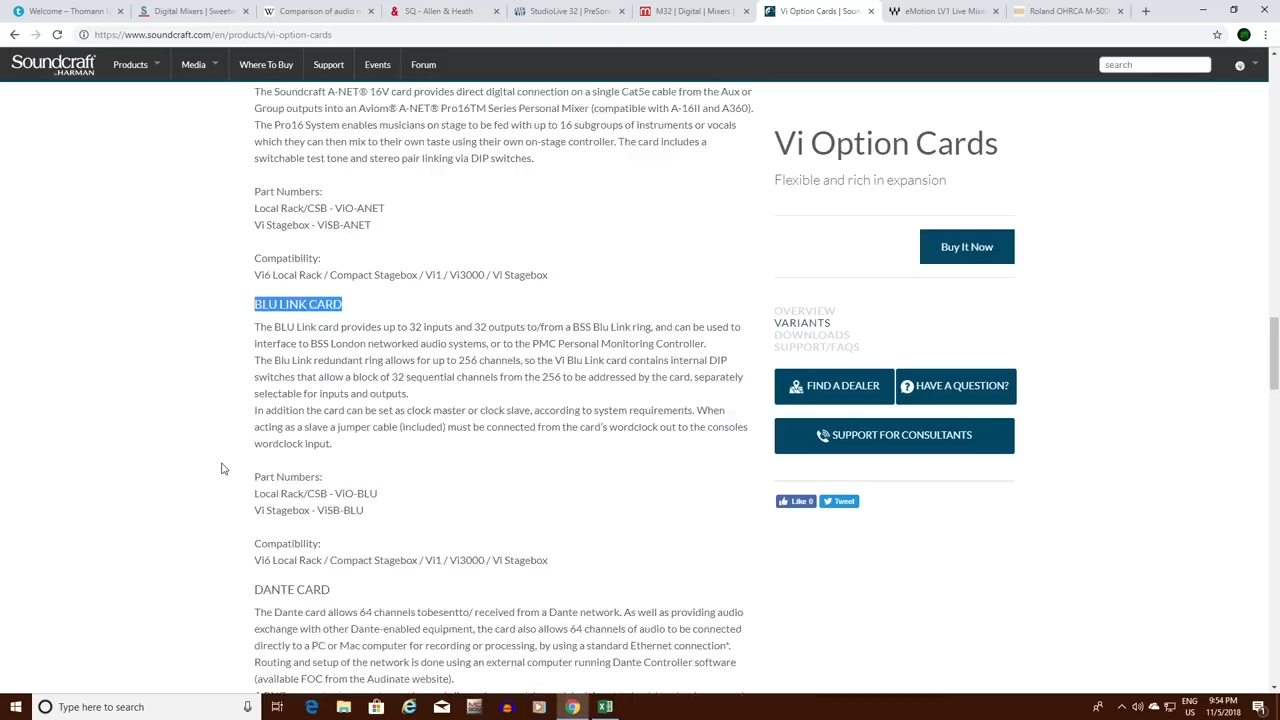 Welcome – Thomann U
Digital Mixers | Sweetw
Comparison of audio m
SQ - Allen & Heath
StudioLive 32 | PreSon
M32 | Digital | Mixers |
Vi Option Cards | Soun
eMotion LV1 Live Mixe
Roland OHRCA M-5000
https://www.soundcraft.com/en/products/vi-option-cards
Soundcraft
by HARMAN
Products
Media
Where To Buy
Support
Events
Forum
search
The Soundcraft A-NET® 16V card provides direct digital connection on a single Cat5e cable from the Aux or
Group outputs into an Aviom® A-NET® Pro16TM Series Personal Mixer (compatible with A-16II and A360).
The Pro16 System enables musicians on stage to be fed with up to 16 subgroups of instruments or vocals
which they can then mix to their own taste using their own on-stage controller. The card includes a
switchable test tone and stereo pair linking via DIP switches.
Part Numbers:
Local Rack/CSB - ViO-ANET
Vi Stagebox - ViSB-ANET
Compatibility:
Vi6 Local Rack / Compact Stagebox / Vi1 / Vi3000 / Vi Stagebox
BLU LINK CARD
The BLU Link card provides up to 32 inputs and 32 outputs to/from a BSS Blu Link ring, and can be used to
interface to BSS London networked audio systems, or to the PMC Personal Monitoring Controller.
The Blu Link redundant ring allows for up to 256 channels, so the Vi Blu Link card contains internal DIP
switches that allow a block of 32 sequential channels from the 256 to be addressed by the card, separately
selectable for inputs and outputs.
In addition the card can be set as clock master or clock slave, according to system requirements. When
acting as a slave a jumper cable (included) must be connected from the card's wordclock out to the consoles
wordclock input.
Part Numbers:
Local Rack/CSB - ViO-BLU
Vi Stagebox - ViSB-BLU
Compatibility:
Vi6 Local Rack / Compact Stagebox / Vi1 / Vi3000 / Vi Stagebox
DANTE CARD
The Dante card allows 64 channels tobesentto/ received from a Dante network. As well as providing audio
exchange with other Dante-enabled equipment, the card also allows 64 channels of audio to be connected
directly to a PC or Mac computer for recording or processing, by using a standard Ethernet connection*.
Routing and setup of the network is done using an external computer running Dante Controller software
(available FOC from the Audinate website).
Vi Option Cards
Flexible and rich in expansion
Buy It Now
OVERVIEW
VARIANTS
DOWNLOADS
SUPPORT/FAQS
FIND A DEALER
HAVE A QUESTION?
SUPPORT FOR CONSULTANTS
Like 0
Tweet
Type here to search
ENG
US
9:54 PM
11/5/2018